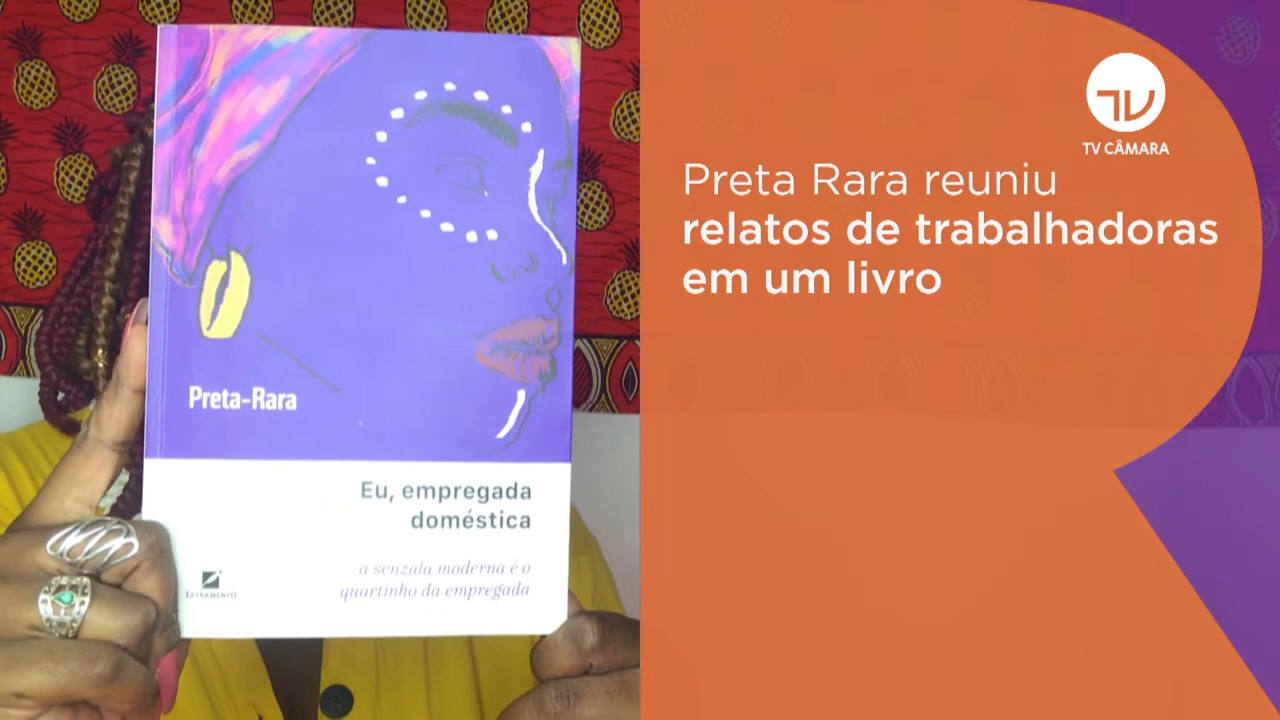 Preta-Rara
Eu, empregada
doméstica
a senzala moderna é o
quartinho da empregada
LETRAMENTO
TV
TV CÂMARA
Preta Rara reuniu
relatos de trabalhadoras
em um livro